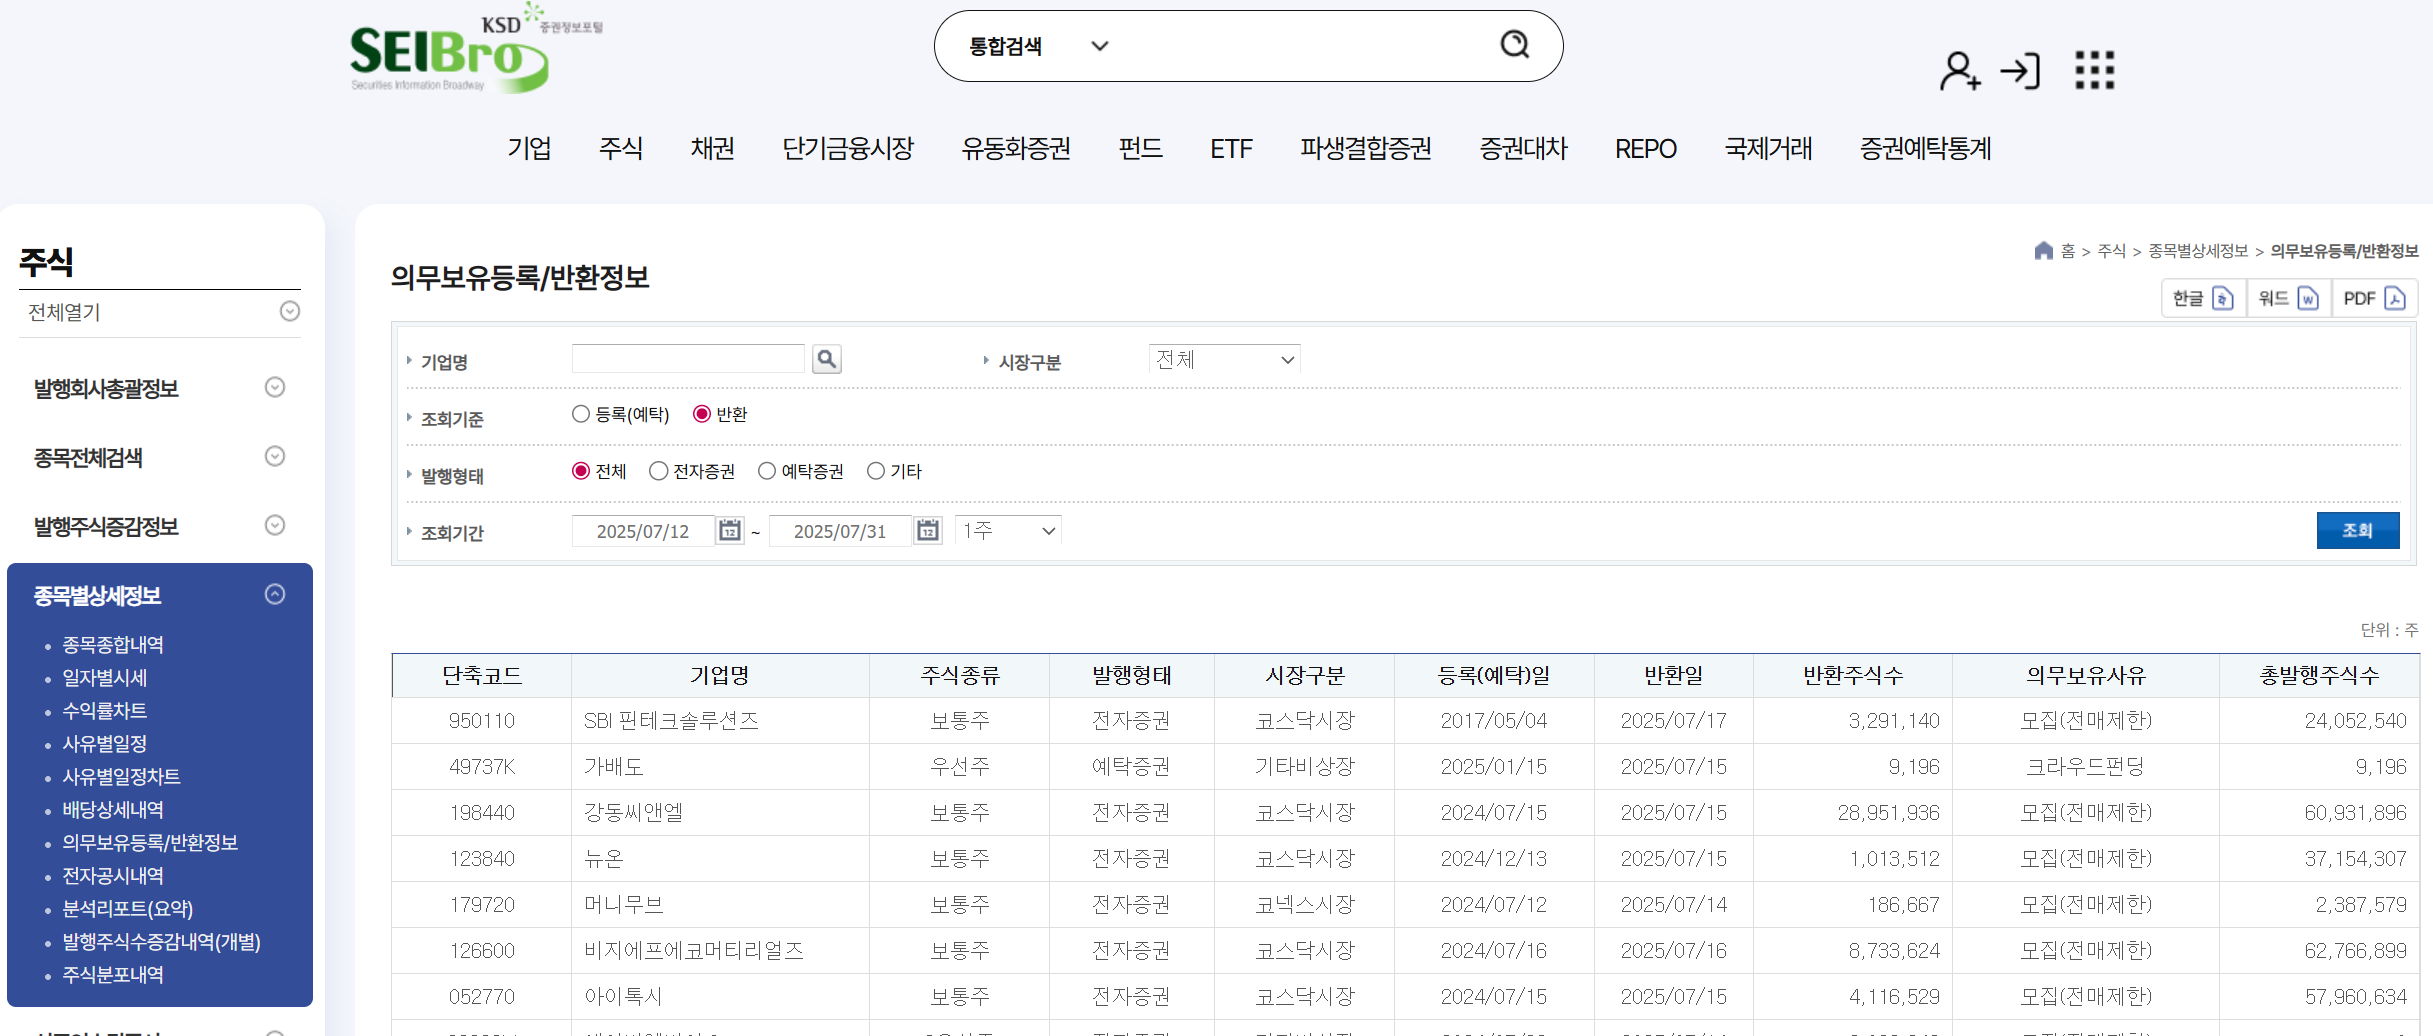 KSD 증권정보포털
SEIBro
Securities Information Broadway
통합검색
기업 주식 채권 단기금융시장 유동화증권 펀드 ETF 파생결합증권 증권대차 REPO 국제거래 증권예탁통계
주식
전체열기
발행회사총괄정보
종목전체검색
발행주식증감정보
종목별상세정보
종목종합내역
일자별시세
수익률차트
사유별일정
사유별일정차트
배당상세내역
의무보유등록/반환정보
전자공시내역
분석리포트(요약)
발행주식수증감내역(개별)
주식분포내역
홈 > 주식 > 종목별상세정보 > 의무보유등록/반환정보
의무보유등록/반환정보
한글 워드 PDF
기업명 시장구분 전체
조회기준 등록(예탁) 반환
발행형태 전체 전자증권 예탁증권 기타
조회기간 2025/07/12 ~ 2025/07/31 1주 조회
단위 : 주
단축코드 기업명 주식종류 발행형태 시장구분 등록(예탁)일 반환일 반환주식수 의무보유사유 총발행주식수
950110 SBI 핀테크솔루션즈 보통주 전자증권 코스닥시장 2017/05/04 2025/07/17 3,291,140 모집(전매제한) 24,052,540
49737K 가배도 우선주 예탁증권 기타비상장 2025/01/15 2025/07/15 9,196 크라우드펀딩 9,196
198440 강동씨앤엘 보통주 전자증권 코스닥시장 2024/07/15 2025/07/15 28,951,936 모집(전매제한) 60,931,896
123840 뉴온 보통주 전자증권 코스닥시장 2024/12/13 2025/07/15 1,013,512 모집(전매제한) 37,154,307
179720 머니무브 보통주 전자증권 코넥스시장 2024/07/12 2025/07/14 186,667 모집(전매제한) 2,387,579
126600 비지에프에코머티리얼즈 보통주 전자증권 코스닥시장 2024/07/16 2025/07/16 8,733,624 모집(전매제한) 62,766,899
052770 아이톡시 보통주 전자증권 코스닥시장 2024/07/15 2025/07/15 4,116,529 모집(전매제한) 57,960,634